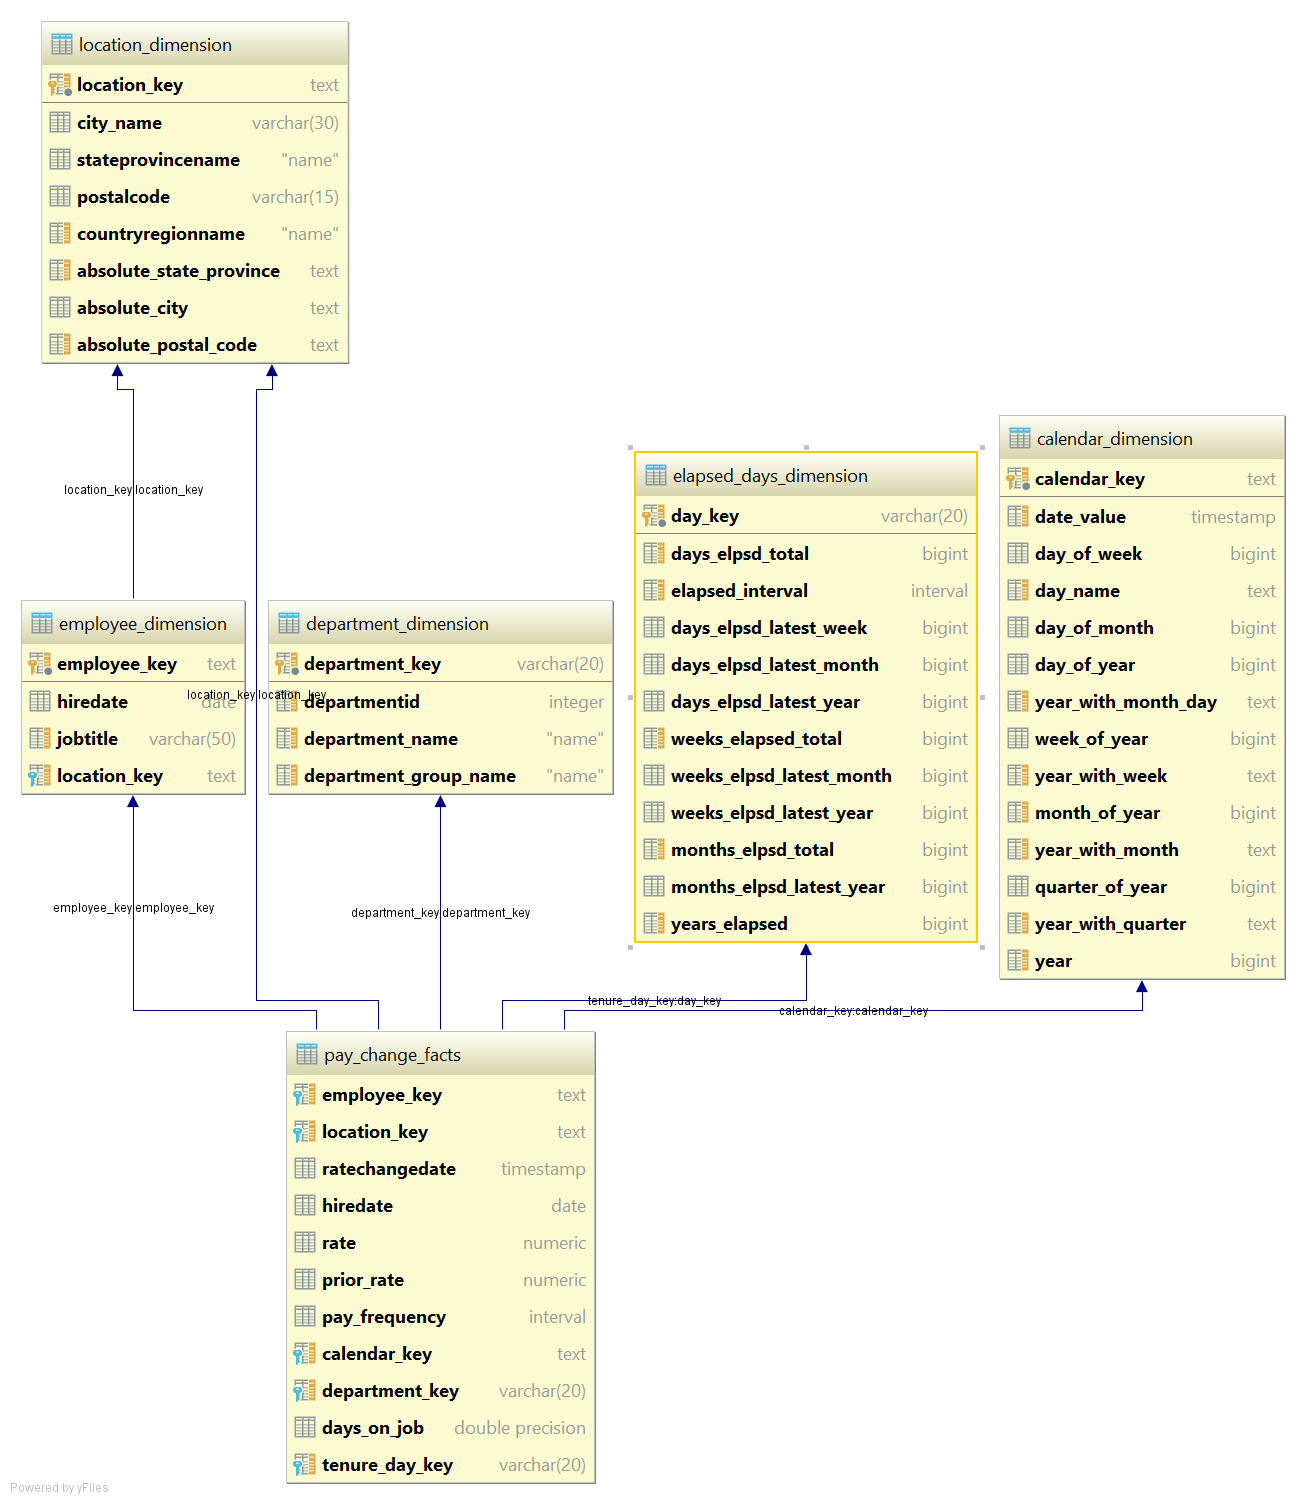 location_dimension
location_key text
city_name varchar(30)
stateprovincename "name"
postalcode varchar(15)
countryregionname "name"
absolute_state_province text
absolute_city text
absolute_postal_code text
location_key:location_key
employee_dimension
employee_key text
hiredate date
jobtitle varchar(50)
location_key text
location_key:location_key
department_dimension
department_key varchar(20)
departmentid integer
department_name "name"
department_group_name "name"
elapsed_days_dimension
day_key varchar(20)
days_elpsd_total bigint
elapsed_interval interval
days_elpsd_latest_week bigint
days_elpsd_latest_month bigint
days_elpsd_latest_year bigint
weeks_elapsed_total bigint
weeks_elpsd_latest_month bigint
weeks_elpsd_latest_year bigint
months_elpsd_total bigint
months_elpsd_latest_year bigint
years_elapsed bigint
calendar_dimension
calendar_key text
date_value timestamp
day_of_week bigint
day_name text
day_of_month bigint
day_of_year bigint
year_with_month_day text
week_of_year bigint
year_with_week text
month_of_year bigint
year_with_month text
quarter_of_year bigint
year_with_quarter text
year bigint
employee_key:employee_key
department_key:department_key
tenure_day_key:day_key
calendar_key:calendar_key
pay_change_facts
employee_key text
location_key text
ratechangedate timestamp
hiredate date
rate numeric
prior_rate numeric
pay_frequency interval
calendar_key text
department_key varchar(20)
days_on_job double precision
tenure_day_key varchar(20)
Powered by yFiles